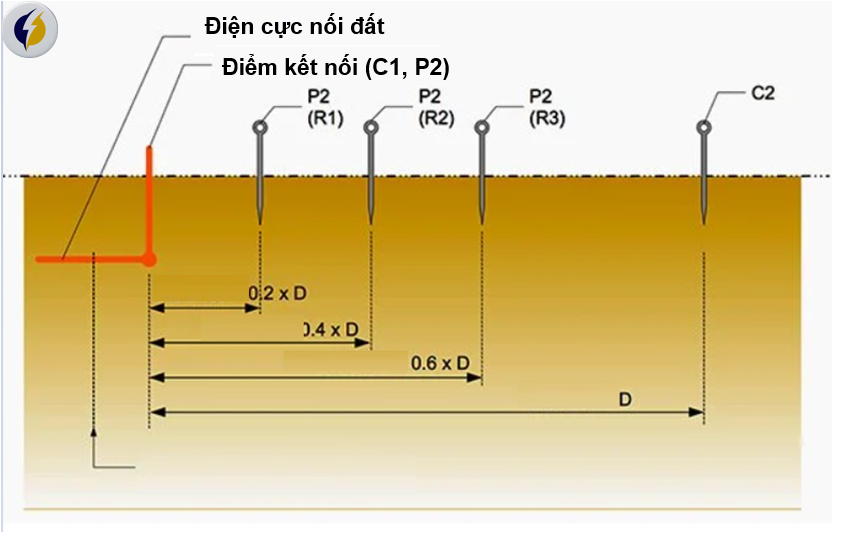 Điện cực nối đất
Điểm kết nối (C1, P2)
P2
(R1)
P2
(R2)
P2
(R3)
C2
0.2 x D
0.4 x D
0.6 x D
D